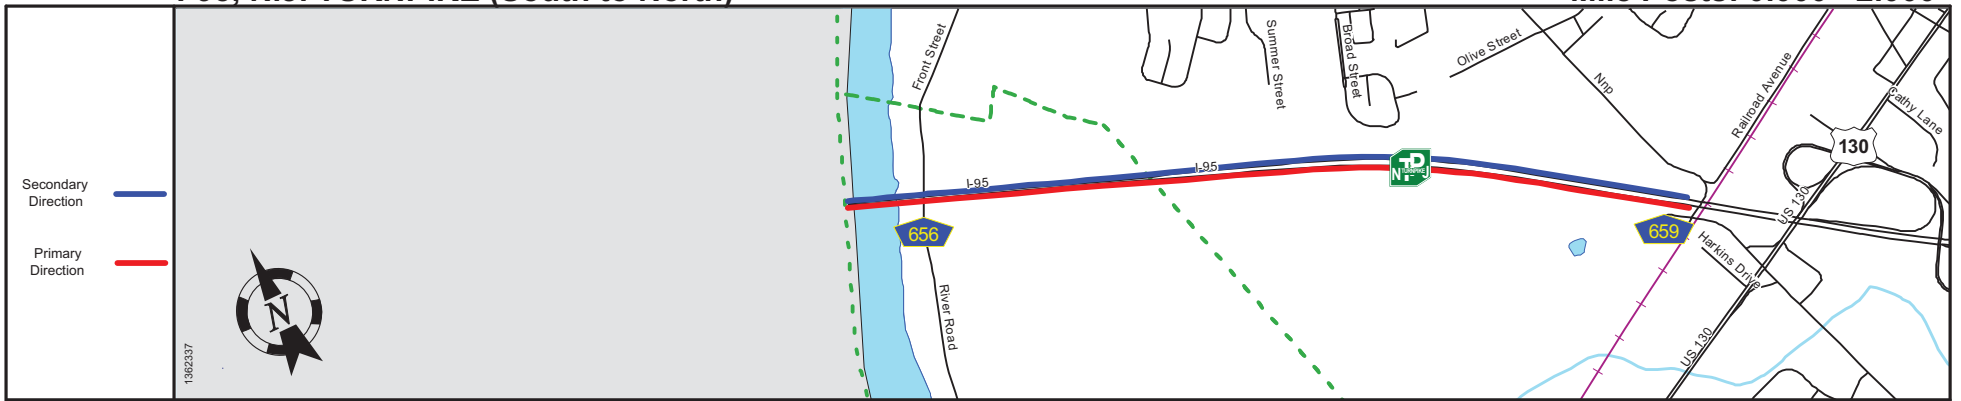 Secondary
Direction
Primary
Direction
1362337
N
Front Street
River Road
I-95
I-95
656
Summer Street
Broad Street
Olive Street
Nnp
Railroad Avenue
Cathy Lane
130
N
T
P
J
TURNPIKE
US 130
659
Harkins Drive
US 130